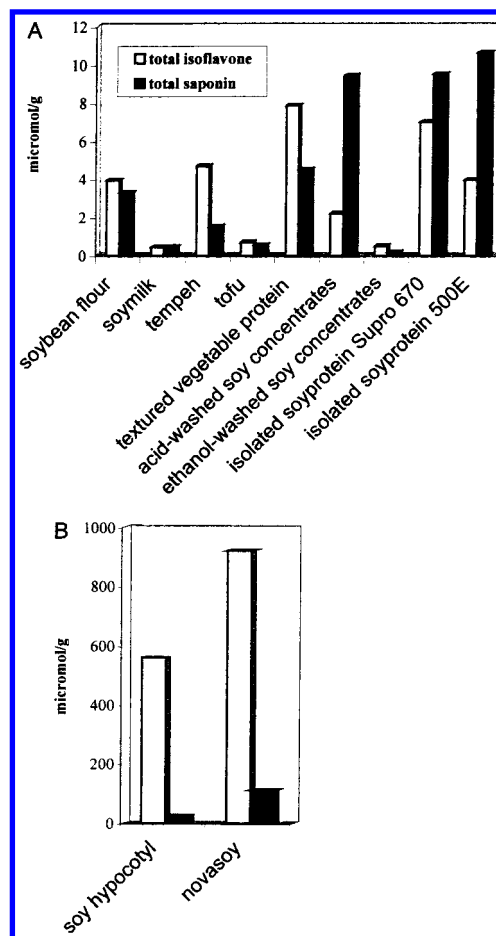 A
12
10
8
6
4
2
0
micromol/g
total isoflavone
total saponin
soybean flour
soymilk
tempeh
tofu
textured vegetable protein
acid-washed soy concentrates
ethanol-washed soy concentrates
isolated soyprotein Supro 670
isolated soyprotein 500E
B
1000
800
600
400
200
0
micromol/g
soy hypocotyl
novasoy